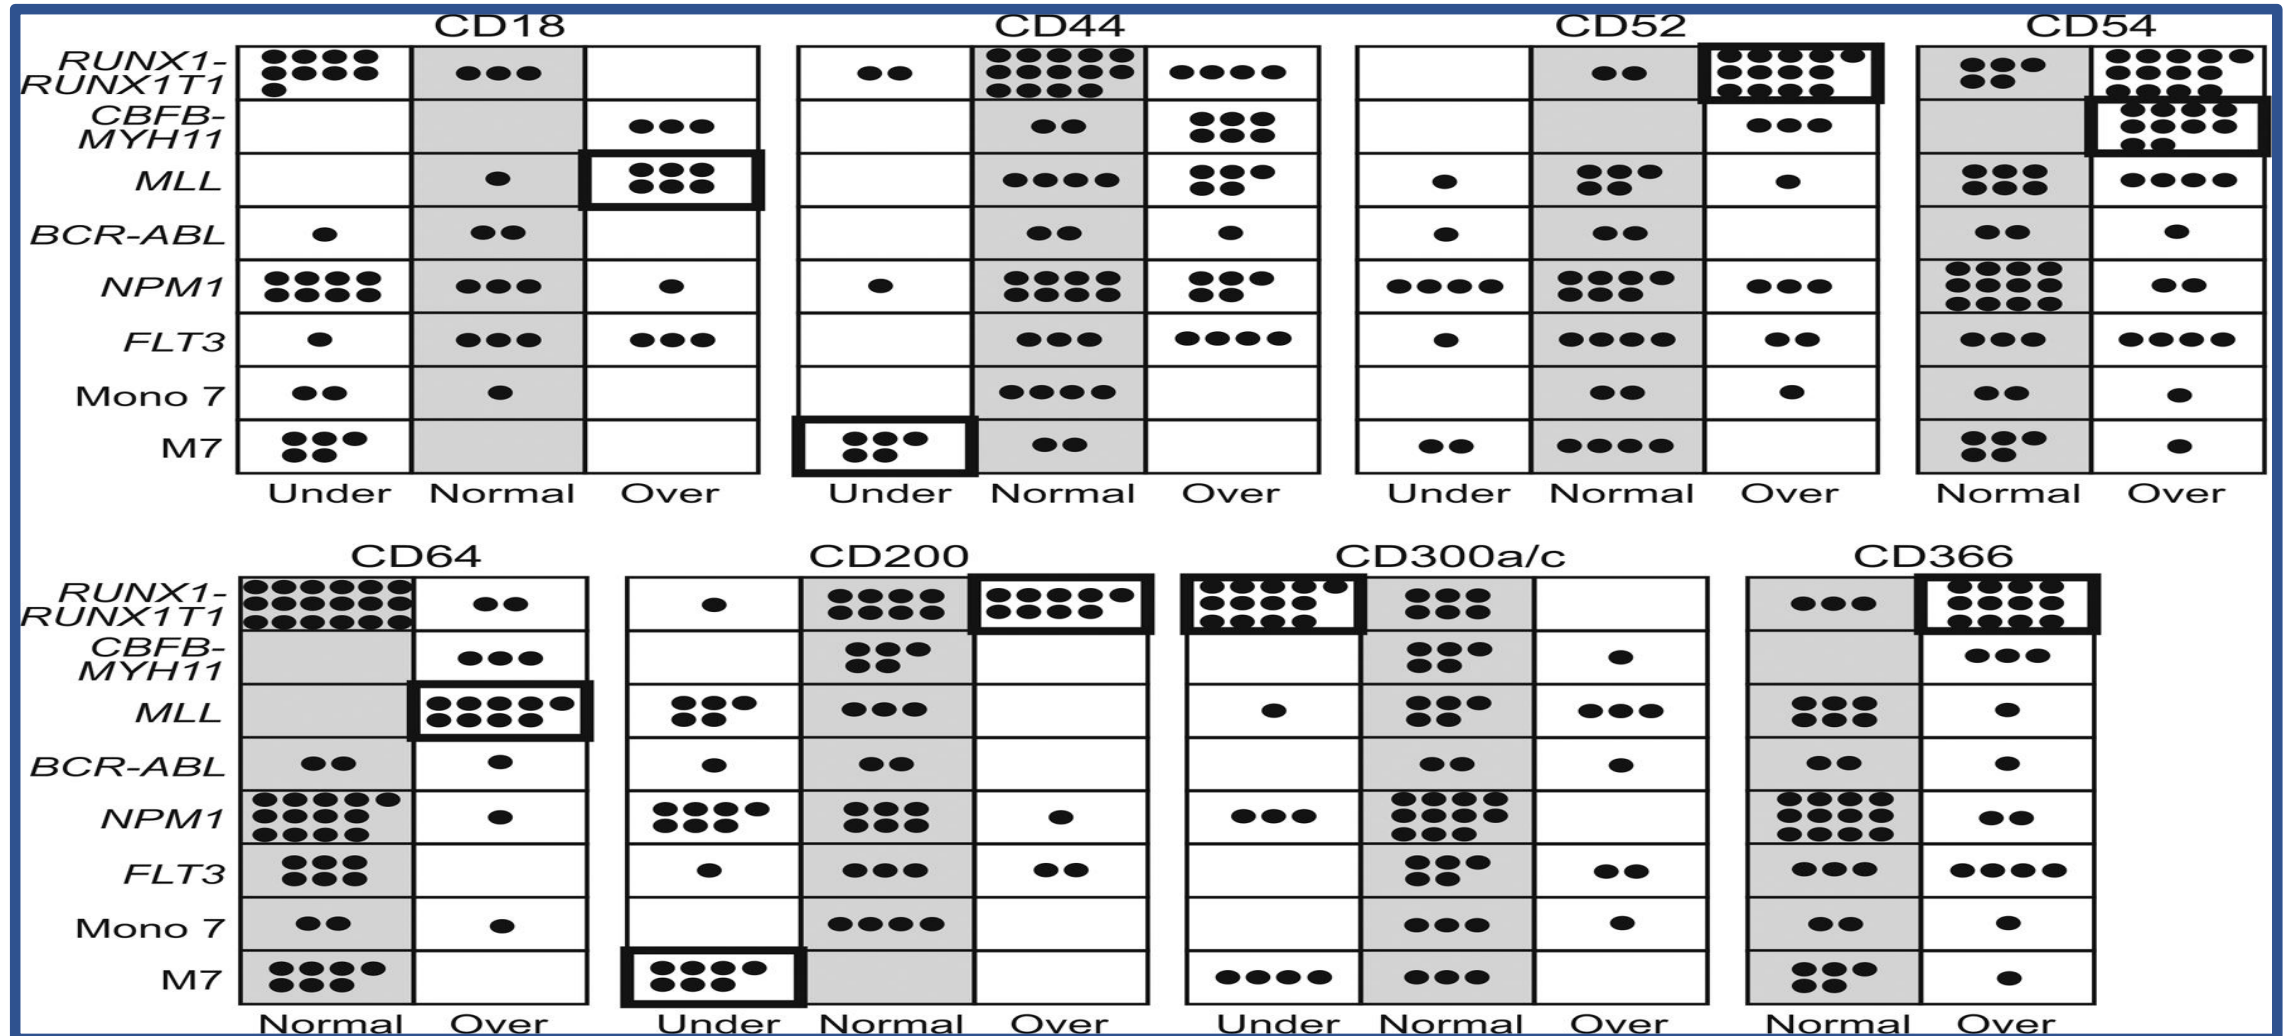 CD18 CD44 CD52 CD54
RUNX1-
RUNX1T1
CBFB-
MYH11
MLL
BCR-ABL
NPM1
FLT3
Mono 7
M7
Under Normal Over Under Normal Over Under Normal Over Normal Over
CD64 CD200 CD300a/c CD366
RUNX1-
RUNX1T1
CBFB-
MYH11
MLL
BCR-ABL
NPM1
FLT3
Mono 7
M7
Normal Over Under Normal Over Under Normal Over Normal Over